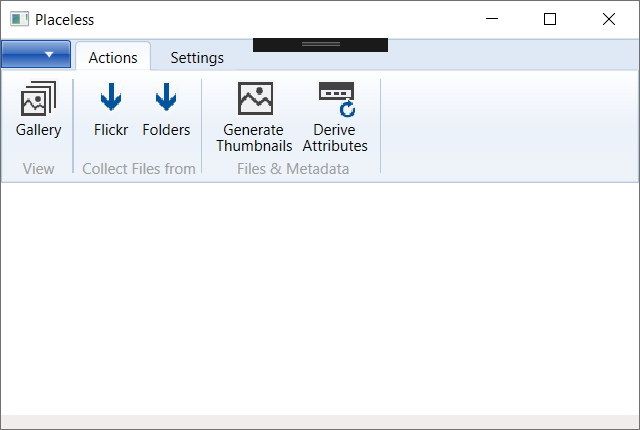 Placeless
Actions Settings
Gallery Flickr Folders Generate Thumbnails Derive Attributes
View Collect Files from Files & Metadata